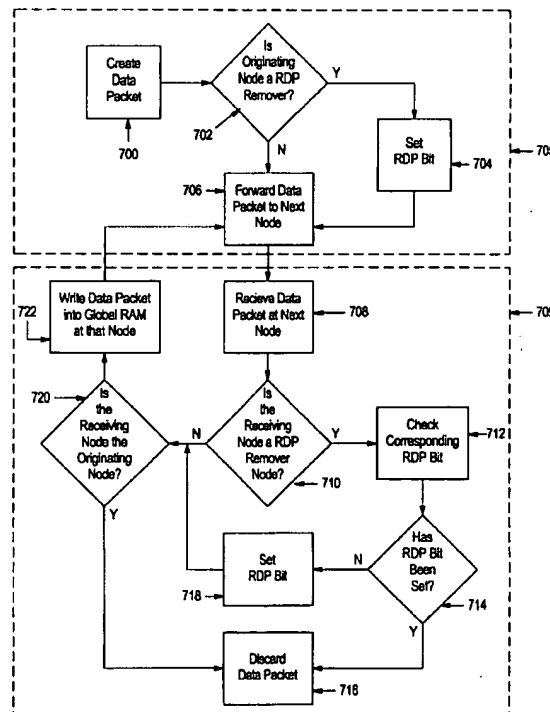 Create
Data
Packet
700
Is
Originating
Node a RDP
Remover?
702
Y
N
Set
RDP Bit
704
706
Forward Data
Packet to Next
Node
722
Write Data Packet
into Global RAM
at that Node
Recieve Data
Packet at Next
Node
708
720
Is
the
Receiving
Node the
Originating
Node?
N
Y
Is
the
Receiving
Node a RDP
Remover
Node?
710
Y
Check
Corresponding
RDP Bit
712
Has
RDP Bit
Been
Set?
714
N
Y
Set
RDP Bit
718
Discard
Data Packet
716